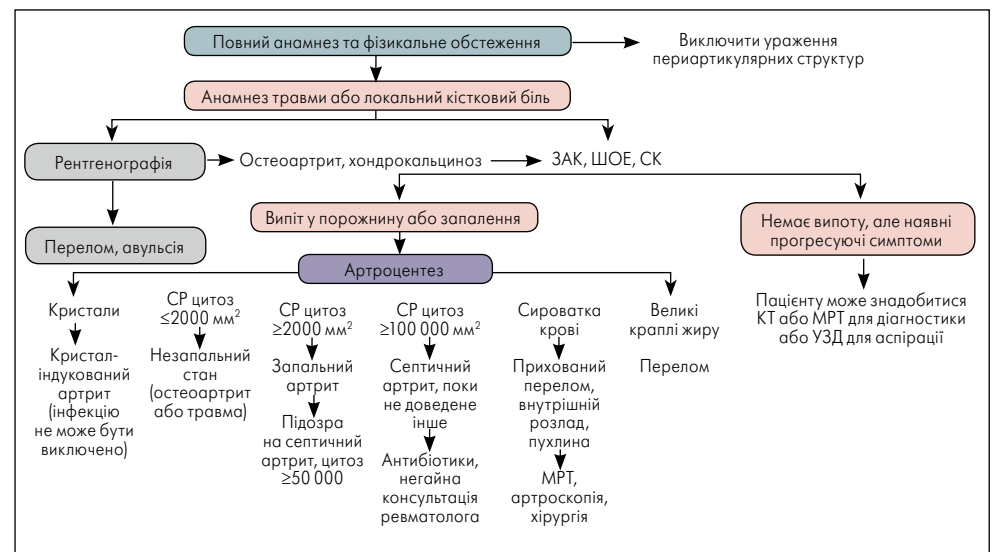 Повний анамнез та фізикальне обстеження
Виключити ураження
периартикулярних структур
Анамнез травми або локальний кістковий біль
Рентгенографія
Остеоартрит, хондрокальциноз
ЗАК, ШОЕ, СК
Перелом, авульсія
Випіт у порожнину або запалення
Немає випоту, але наявні
прогресуючі симптоми
Артроцентез
Пацієнту може знадобитися
КТ або МРТ для діагностики
або УЗД для аспірації
Кристали
Кристал-
індукований
артрит
(інфекцію
не може бути
виключено)
СР цитоз
≤2000 мм²
Незапальний
стан
(остеоартрит
або травма)
СР цитоз
≥2000 мм²
Запальний
артрит
Підозра
на септичний
артрит, цитоз
≥50 000
СР цитоз
≥100 000 мм²
Септичний
артрит, поки
не доведене
інше
Антибіотики,
негайна
консультація
ревматолога
Сироватка
крові
Прихований
перелом,
внутрішній
розлад,
пухлина
МРТ,
артроскопія,
хірургія
Великі
краплі жиру
Перелом